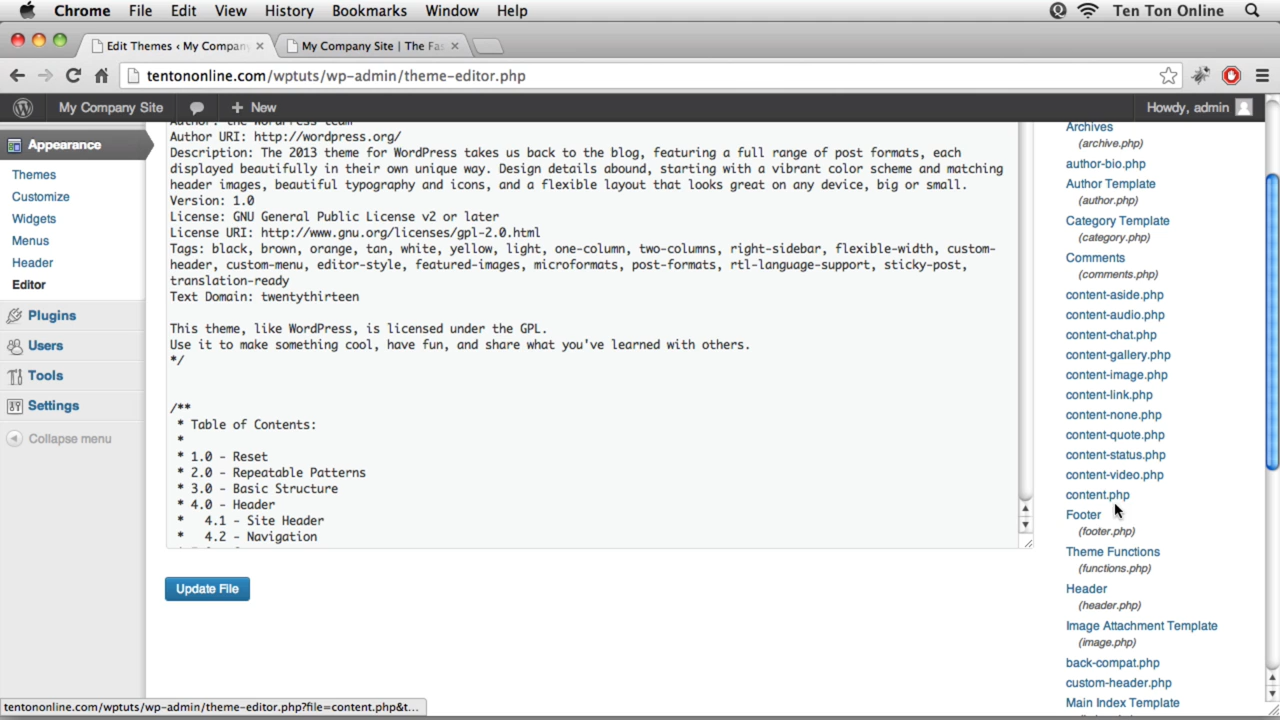 Chrome File Edit View History Bookmarks Window Help Ten Ton Online
Edit Themes ‹ My Company
My Company Site | The Fa
tentononline.com/wptuts/wp-admin/theme-editor.php
My Company Site + New Howdy, admin
Appearance
Themes
Customize
Widgets
Menus
Header
Editor
Plugins
Users
Tools
Settings
Collapse menu
Author: the WordPress team
Author URI: http://wordpress.org/
Description: The 2013 theme for WordPress takes us back to the blog, featuring a full range of post formats, each
displayed beautifully in their own unique way. Design details abound, starting with a vibrant color scheme and matching
header images, beautiful typography and icons, and a flexible layout that looks great on any device, big or small.
Version: 1.0
License: GNU General Public License v2 or later
License URI: http://www.gnu.org/licenses/gpl-2.0.html
Tags: black, brown, orange, tan, white, yellow, light, one-column, two-columns, right-sidebar, flexible-width, custom-
header, custom-menu, editor-style, featured-images, microformats, post-formats, rtl-language-support, sticky-post,
translation-ready
Text Domain: twentythirteen
This theme, like WordPress, is licensed under the GPL.
Use it to make something cool, have fun, and share what you've learned with others.
*/
/**
* Table of Contents:
*
* 1.0 - Reset
* 2.0 - Repeatable Patterns
* 3.0 - Basic Structure
* 4.0 - Header
* 4.1 - Site Header
* 4.2 - Navigation
Update File
Archives
(archive.php)
author-bio.php
Author Template
(author.php)
Category Template
(category.php)
Comments
(comments.php)
content-aside.php
content-audio.php
content-chat.php
content-gallery.php
content-image.php
content-link.php
content-none.php
content-quote.php
content-status.php
content-video.php
content.php
Footer
(footer.php)
Theme Functions
(functions.php)
Header
(header.php)
Image Attachment Template
(image.php)
back-compat.php
custom-header.php
Main Index Template
tentononline.com/wptuts/wp-admin/theme-editor.php?file=content.php&t...